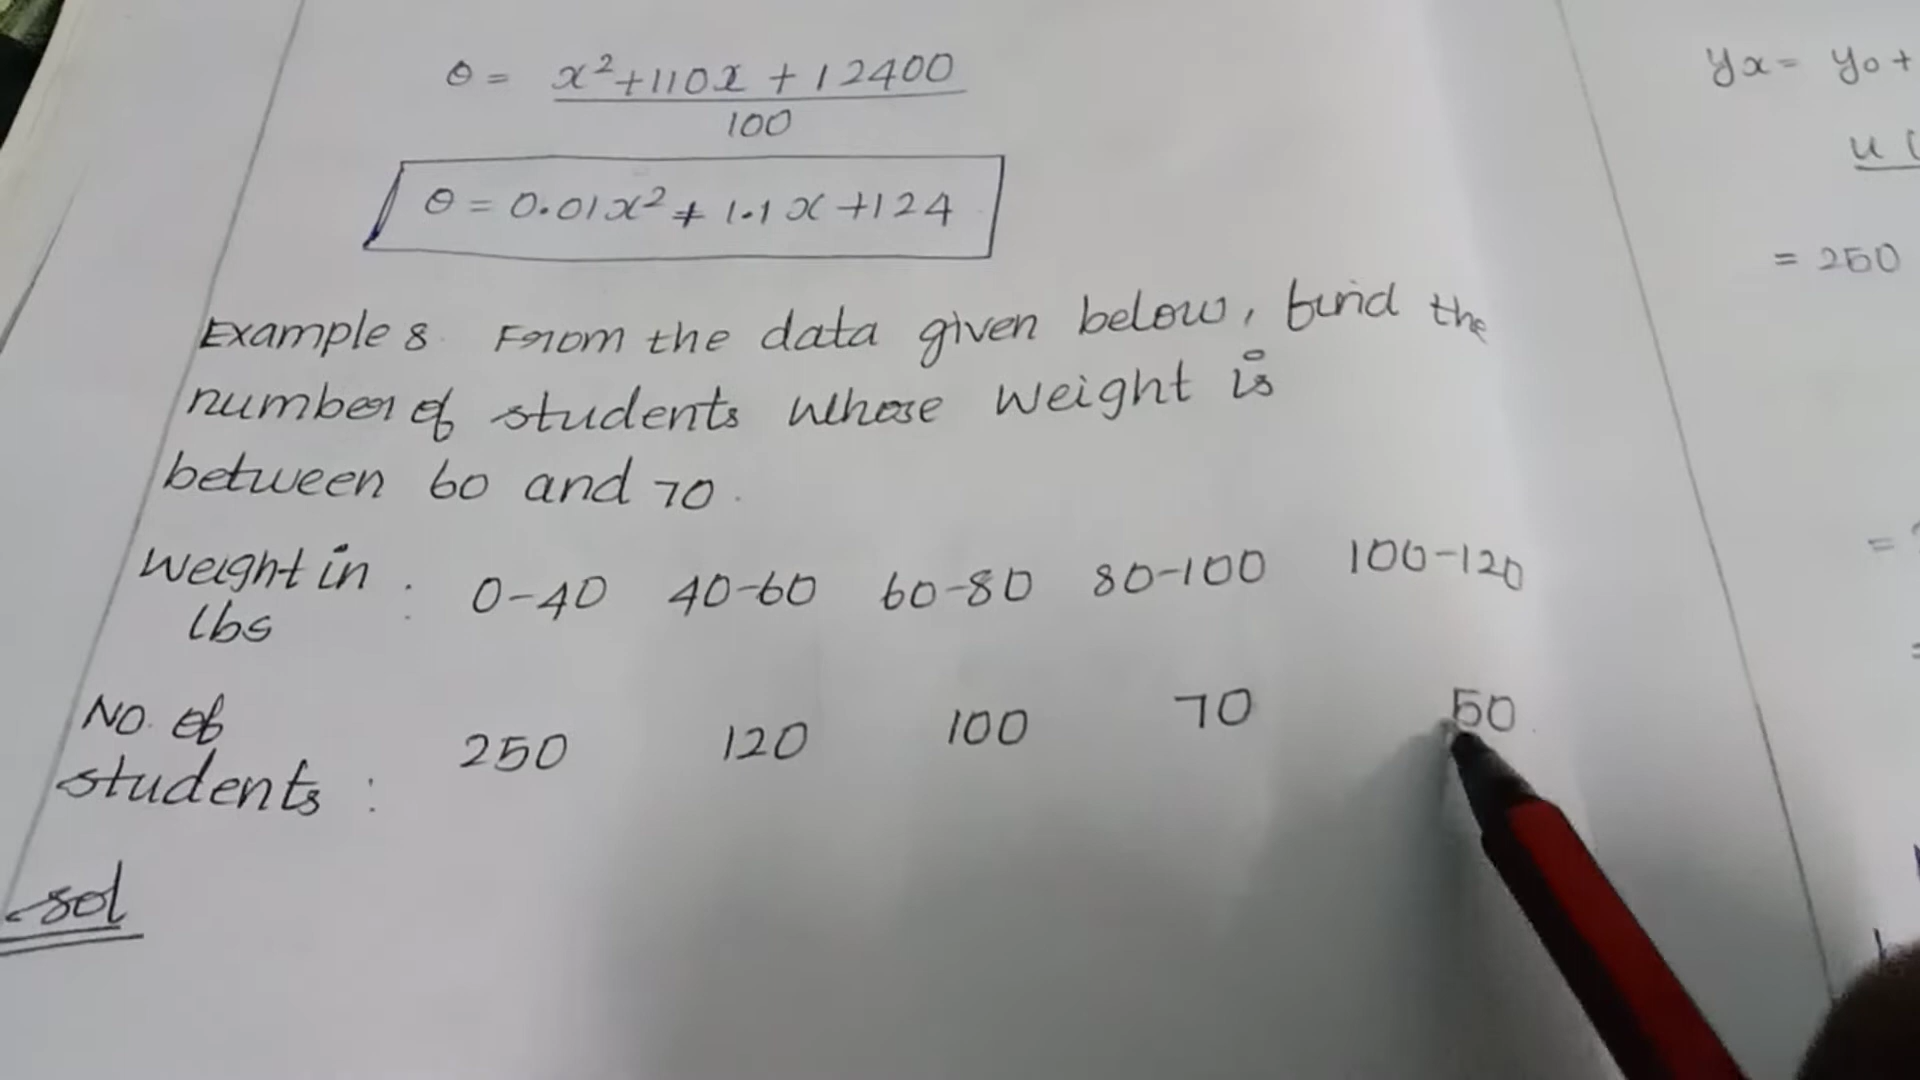 θ = x²+110x+12400
100
θ = 0.01x² + 1.1x+124
Example 8. From the data given below, find the
number of students whose weight is
between 60 and 70.
Weight in : 0-40 40-60 60-80 80-100 100-120
lbs
No. of
students : 250 120 100 70 50
sol
yx = y0 +
u (
= 250
=
=